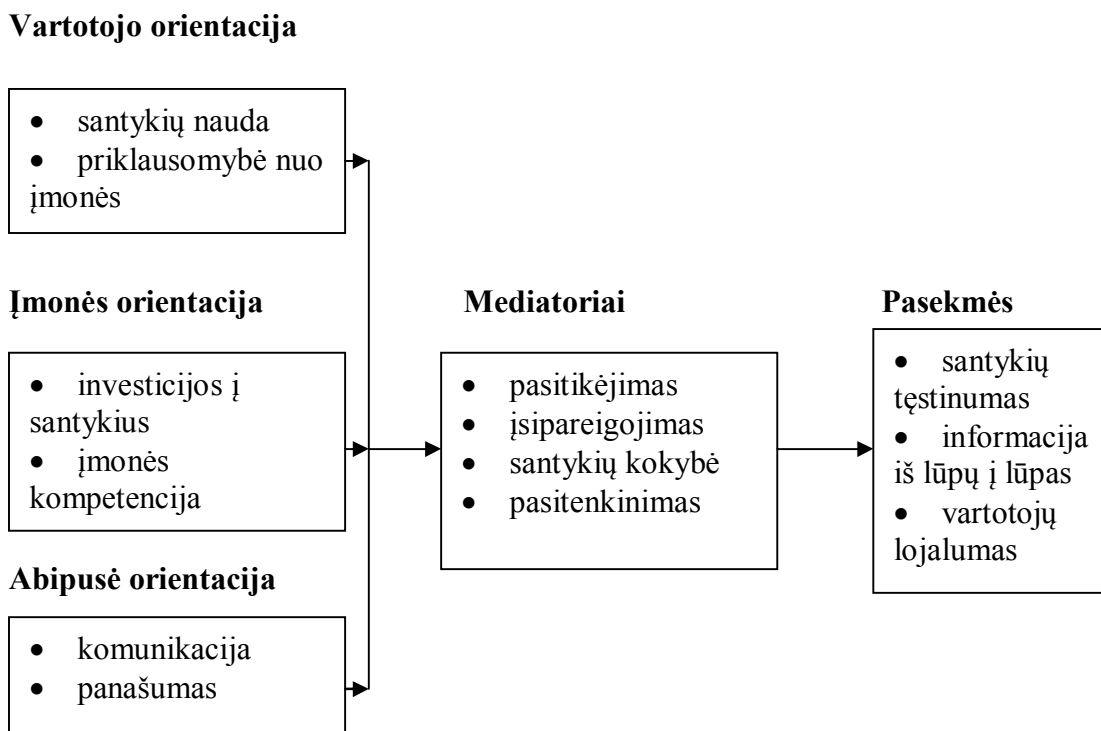 Vartotojo orientacija
• santykių nauda
• priklausomybė nuo
įmonės
Įmonės orientacija
• investicijos į
santykius
• įmonės
kompetencija
Abipusė orientacija
• komunikacija
• panašumas
Mediatoriai
• pasitikėjimas
• įsipareigojimas
• santykių kokybė
• pasitenkinimas
Pasekmės
• santykių
tęstinumas
• informacija
iš lūpų į lūpas
• vartotojų
lojalumas